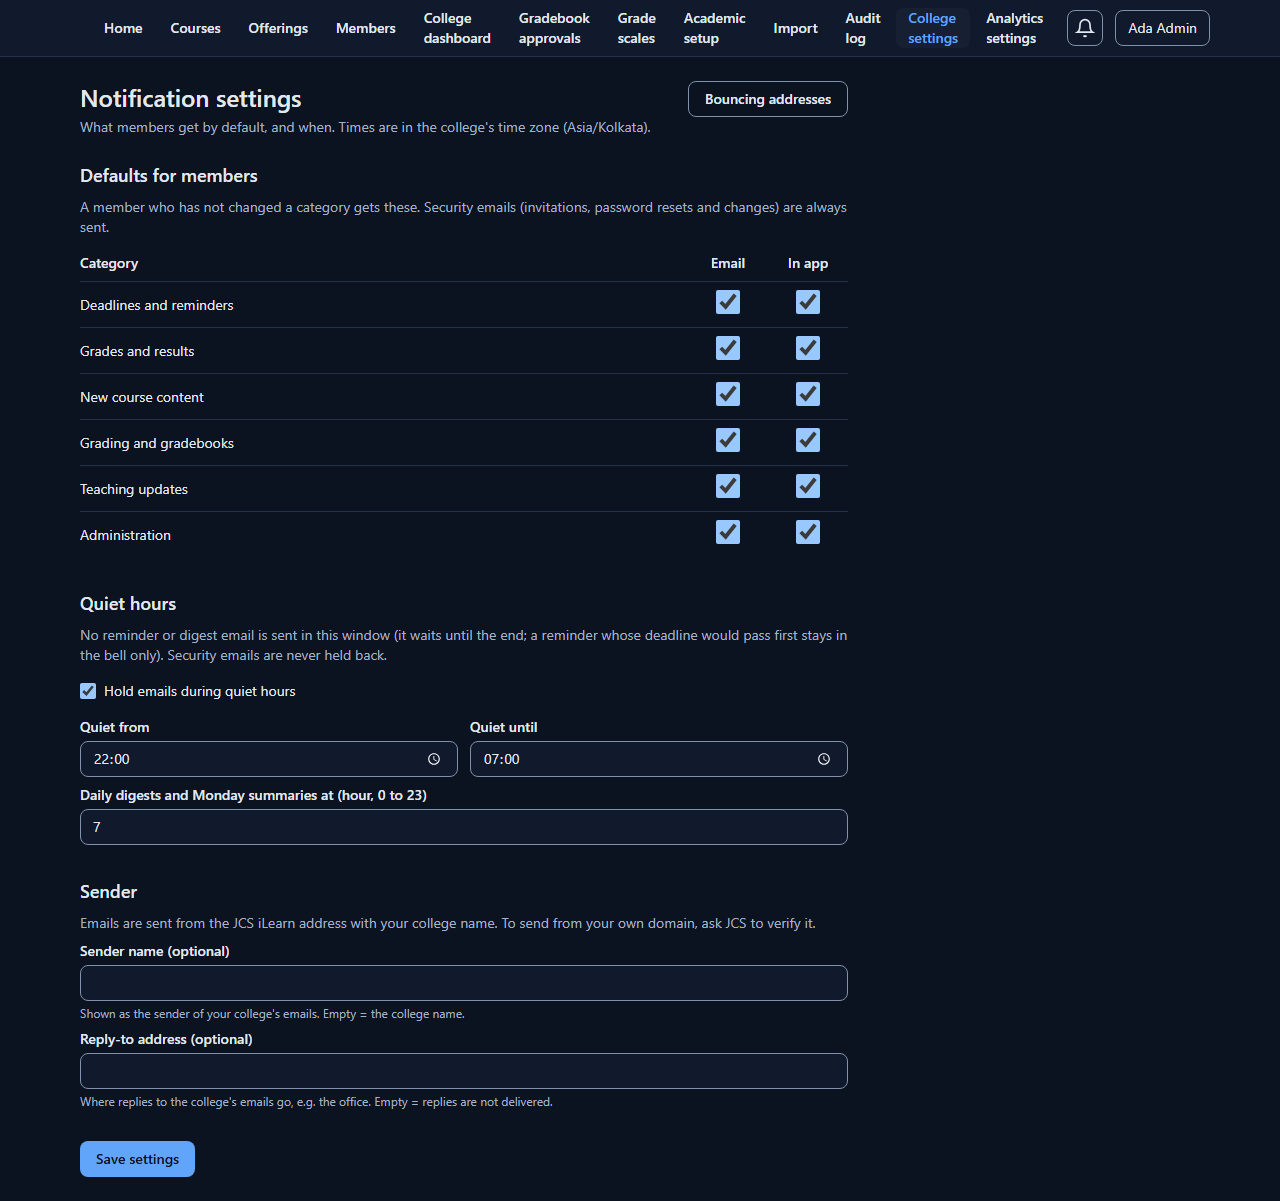 Home
Courses
Offerings
Members
College dashboard
Gradebook approvals
Grade scales
Academic setup
Import
Audit log
College settings
Analytics settings
Ada Admin
Notification settings
Bouncing addresses
What members get by default, and when. Times are in the college's time zone (Asia/Kolkata).
Defaults for members
A member who has not changed a category gets these. Security emails (invitations, password resets and changes) are always
sent.
Category Email In app
Deadlines and reminders
Grades and results
New course content
Grading and gradebooks
Teaching updates
Administration
Quiet hours
No reminder or digest email is sent in this window (it waits until the end; a reminder whose deadline would pass first stays in
the bell only). Security emails are never held back.
Hold emails during quiet hours
Quiet from Quiet until
22:00 07:00
Daily digests and Monday summaries at (hour, 0 to 23)
7
Sender
Emails are sent from the JCS iLearn address with your college name. To send from your own domain, ask JCS to verify it.
Sender name (optional)
Shown as the sender of your college's emails. Empty = the college name.
Reply-to address (optional)
Where replies to the college's emails go, e.g. the office. Empty = replies are not delivered.
Save settings